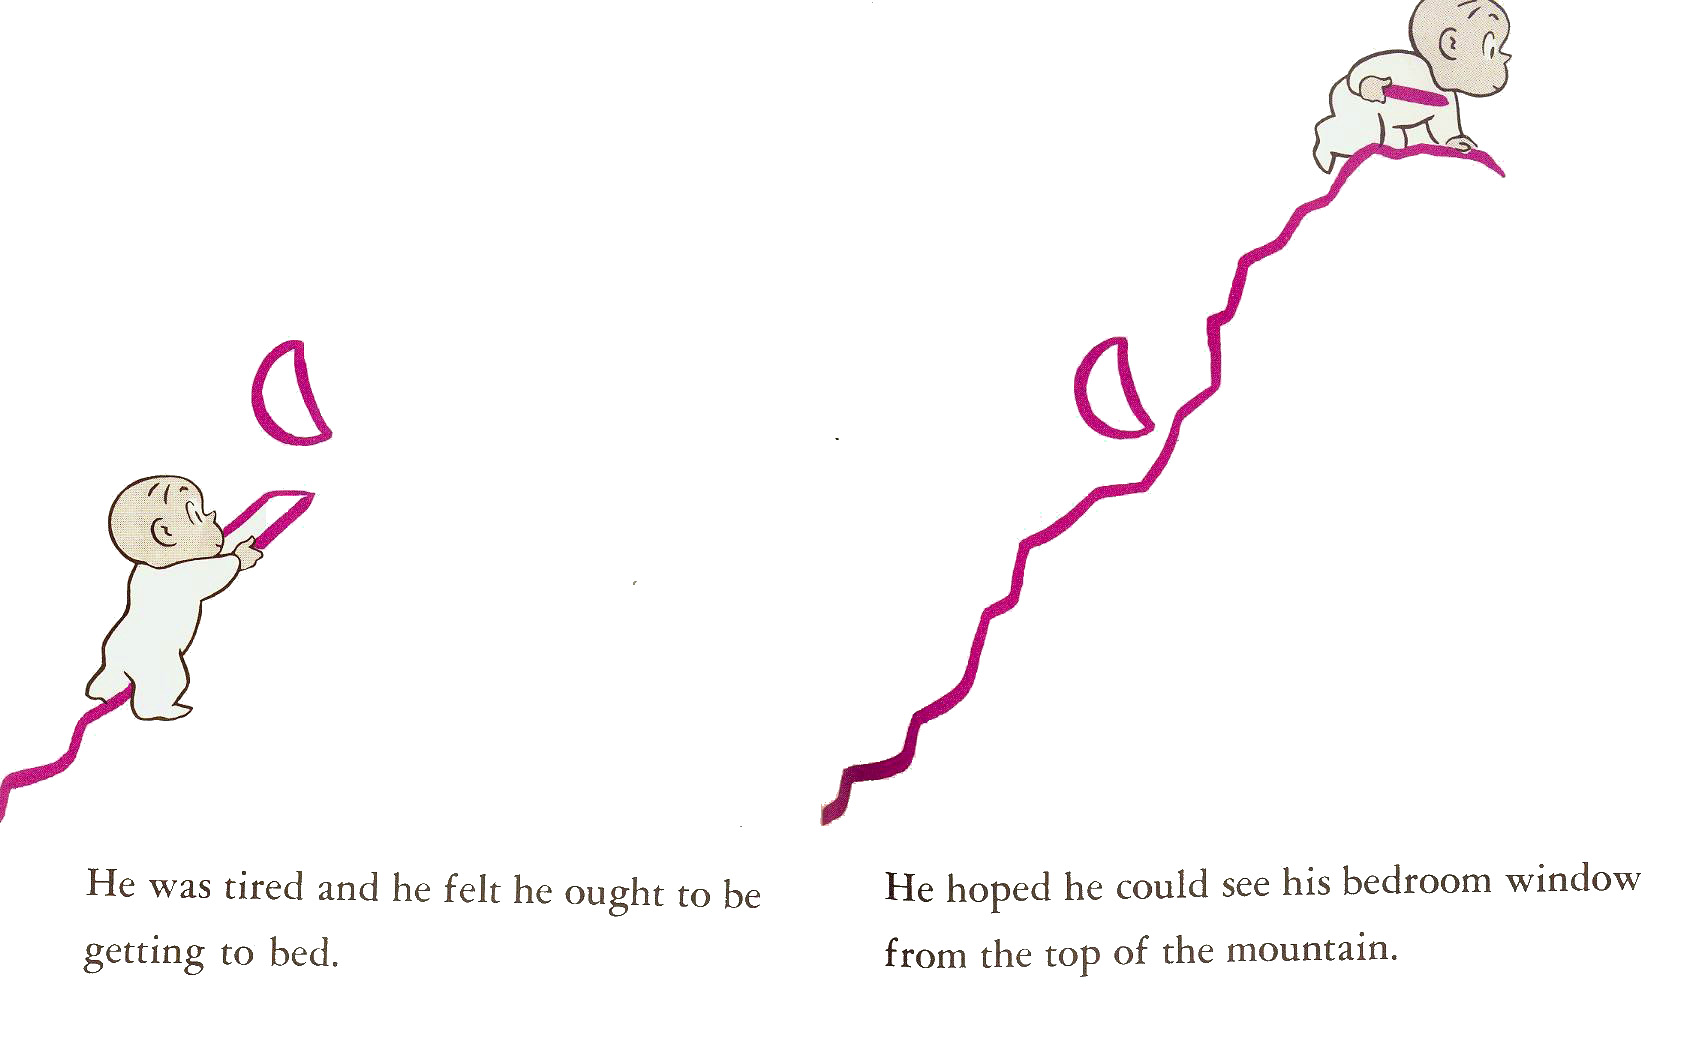 He was tired and he felt he ought to be
getting to bed.
He hoped he could see his bedroom window
from the top of the mountain.